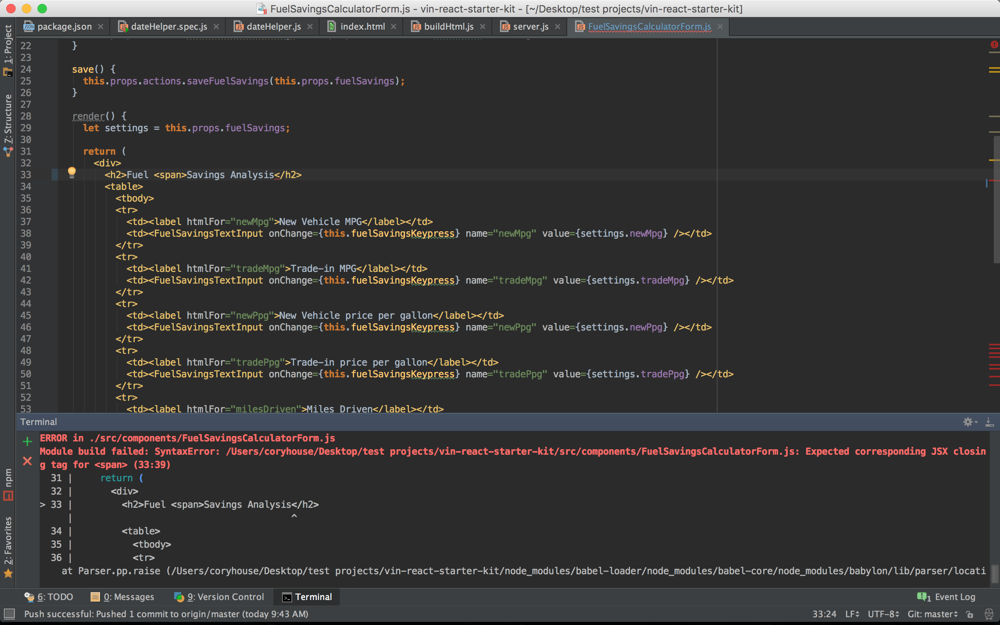 FuelSavingsCalculatorForm.js - vin-react-starter-kit - [~/Desktop/test projects/vin-react-starter-kit]
package.json dateHelper.spec.js dateHelper.js index.html buildHtml.js server.js FuelSavingsCalculatorForm.js
1: Project
7: Structure
npm
2: Favorites
22 }
23
24 save() {
25 this.props.actions.saveFuelSavings(this.props.fuelSavings);
26 }
27
28 render() {
29 let settings = this.props.fuelSavings;
30
31 return (
32 <div>
33 <h2>Fuel <span>Savings Analysis</h2>
34 <table>
35 <tbody>
36 <tr>
37 <td><label htmlFor="newMpg">New Vehicle MPG</label></td>
38 <td><FuelSavingsTextInput onChange={this.fuelSavingsKeypress} name="newMpg" value={settings.newMpg} /></td>
39 </tr>
40 <tr>
41 <td><label htmlFor="tradeMpg">Trade-in MPG</label></td>
42 <td><FuelSavingsTextInput onChange={this.fuelSavingsKeypress} name="tradeMpg" value={settings.tradeMpg} /></td>
43 </tr>
44 <tr>
45 <td><label htmlFor="newPpg">New Vehicle price per gallon</label></td>
46 <td><FuelSavingsTextInput onChange={this.fuelSavingsKeypress} name="newPpg" value={settings.newPpg} /></td>
47 </tr>
48 <tr>
49 <td><label htmlFor="tradePpg">Trade-in price per gallon</label></td>
50 <td><FuelSavingsTextInput onChange={this.fuelSavingsKeypress} name="tradePpg" value={settings.tradePpg} /></td>
51 </tr>
52 <tr>
53 <td><label htmlFor="milesDriven">Miles Driven</label></td>
Terminal
ERROR in ./src/components/FuelSavingsCalculatorForm.js
Module build failed: SyntaxError: /Users/coryhouse/Desktop/test projects/vin-react-starter-kit/src/components/FuelSavingsCalculatorForm.js: Expected corresponding JSX closin
g tag for <span> (33:39)
31 | return (
32 | <div>
> 33 | <h2>Fuel <span>Savings Analysis</h2>
| ^
34 | <table>
35 | <tbody>
36 | <tr>
at Parser.pp.raise (/Users/coryhouse/Desktop/test projects/vin-react-starter-kit/node_modules/babel-loader/node_modules/babel-core/node_modules/babylon/lib/parser/locati
6: TODO 0: Messages 9: Version Control Terminal 1 Event Log
Push successful: Pushed 1 commit to origin/master (today 9:43 AM) 33:24 LF UTF-8 Git: master